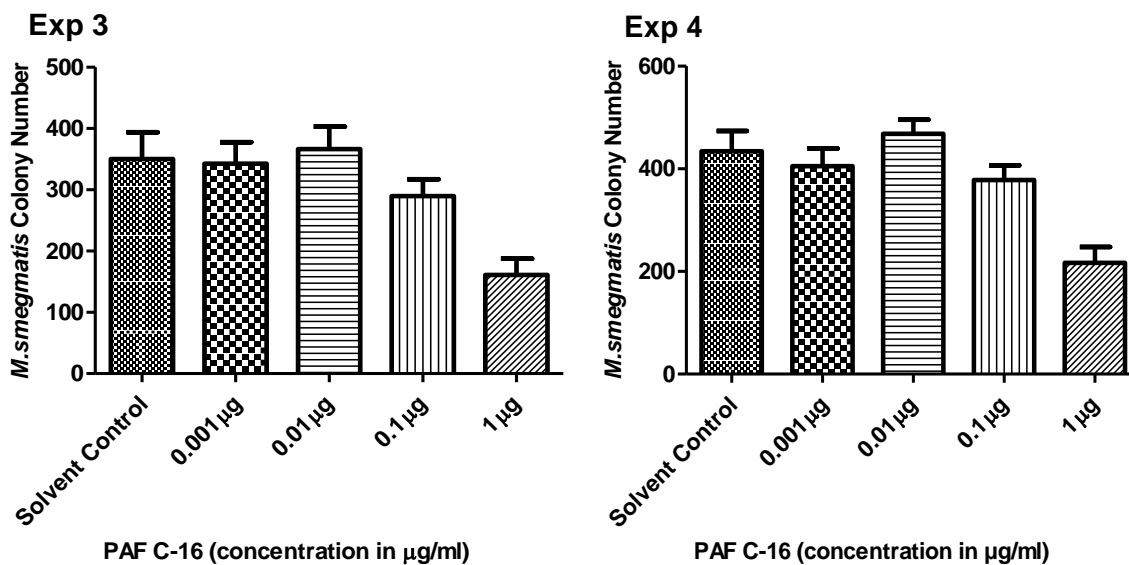 Exp 3
M.smegmatis Colony Number
500
400
300
200
100
0
Solvent Control
0.001μg
0.01μg
0.1μg
1μg
PAF C-16 (concentration in μg/ml)
Exp 4
M.smegmatis Colony Number
600
400
200
0
Solvent Control
0.001μg
0.01μg
0.1μg
1μg
PAF C-16 (concentration in µg/ml)